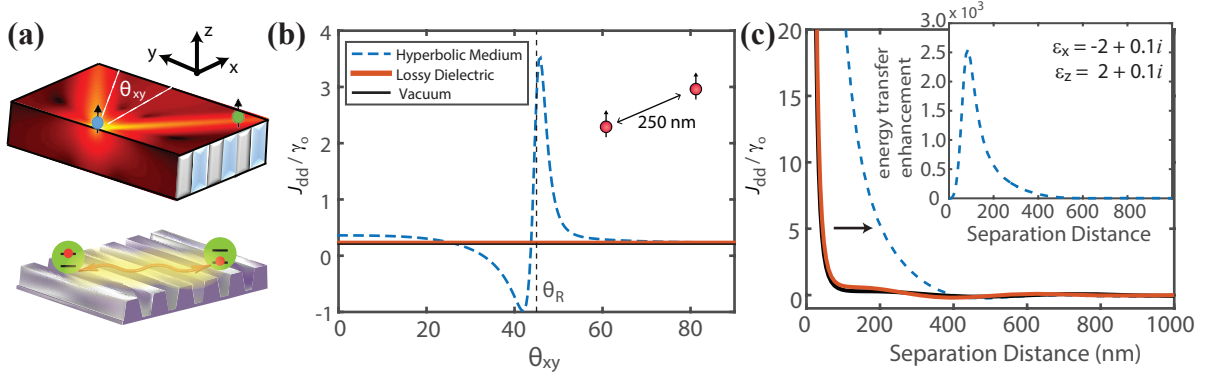 (a)
z
y
x
θxy
(b)
Hyperbolic Medium
Lossy Dielectric
Vacuum
250 nm
Jdd / γo
4
3
2
1
0
-1
θR
0
20
40
60
80
θxy
(c)
Jdd / γo
20
15
10
5
0
0
200
400
600
800
1000
Separation Distance (nm)
3.0 x 10³
2.5
2.0
1.5
1.0
0.5
0
energy transfer
enhancement
εx = -2 + 0.1i
εz = 2 + 0.1i
0
200
400
600
800
Separation Distance